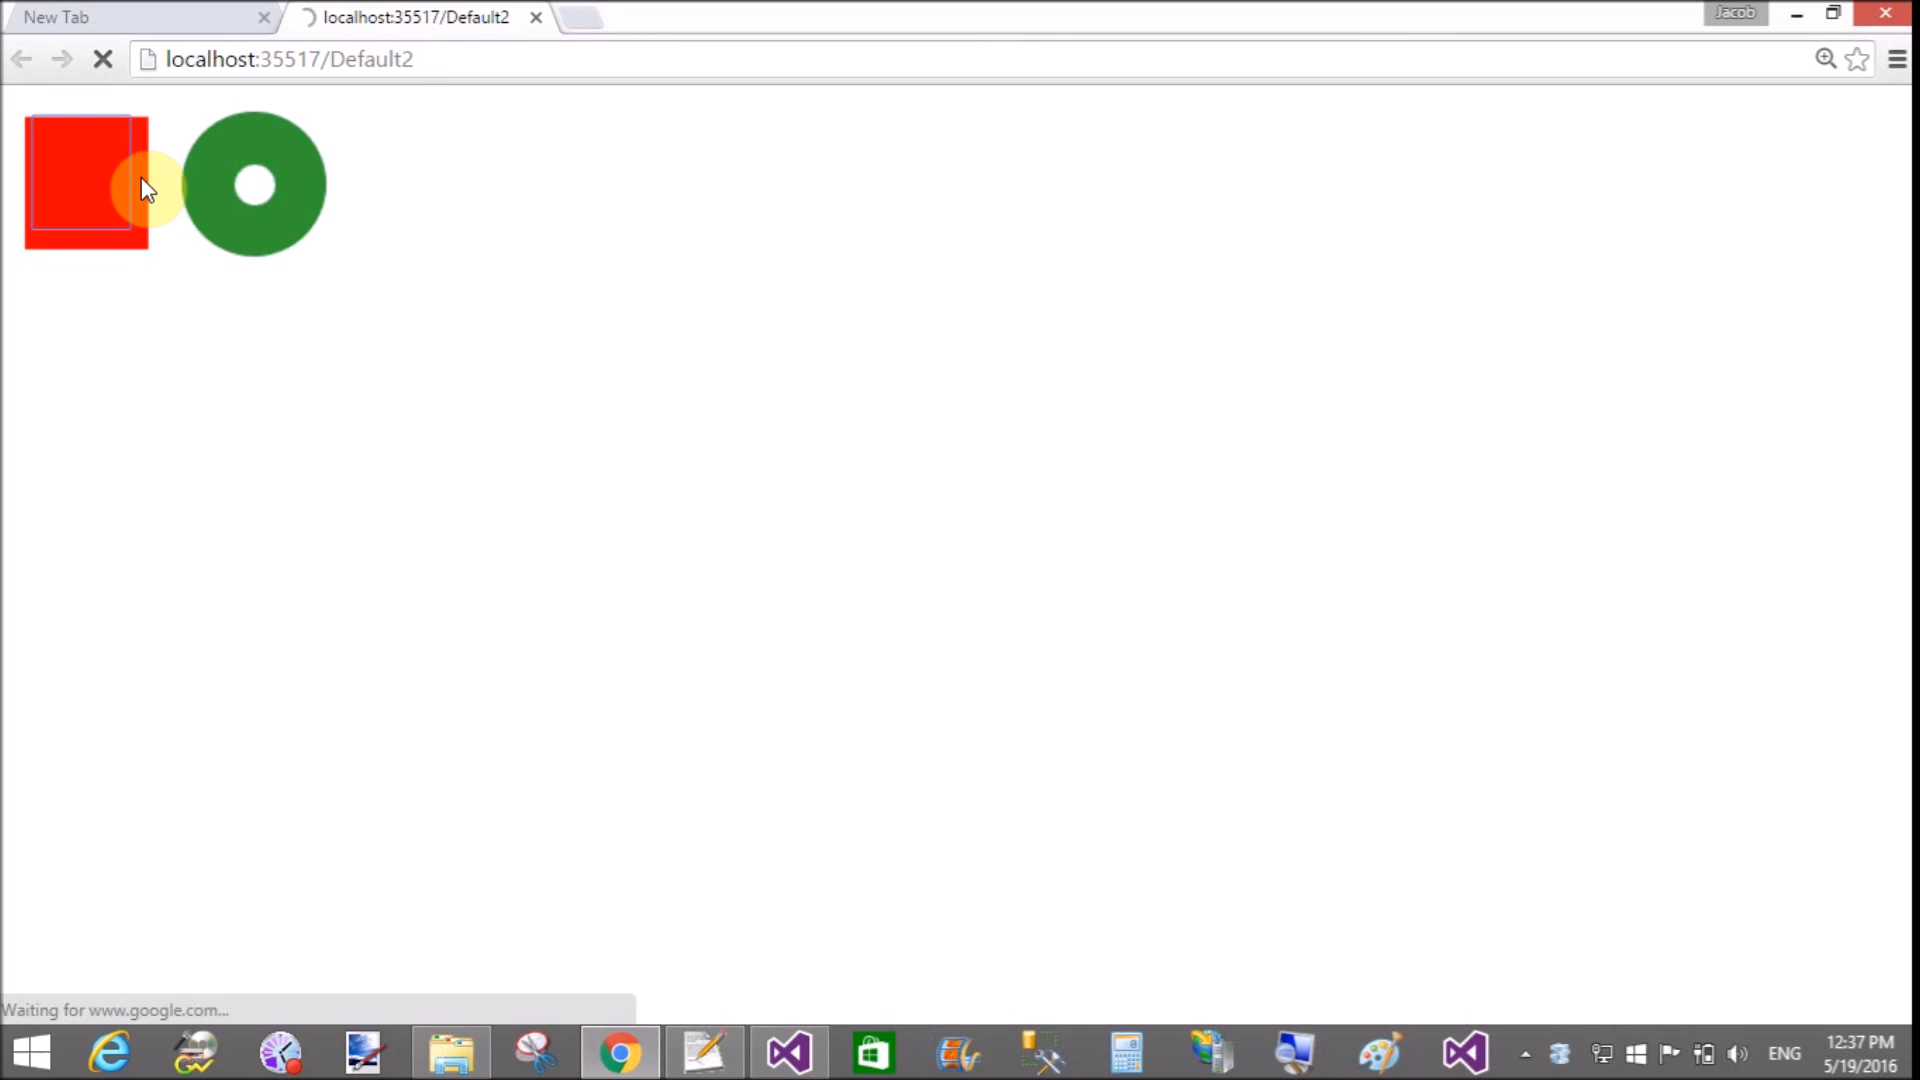 New Tab
localhost:35517/Default2
Jacob
localhost:35517/Default2
Waiting for www.google.com...
ENG
12:37 PM
5/19/2016